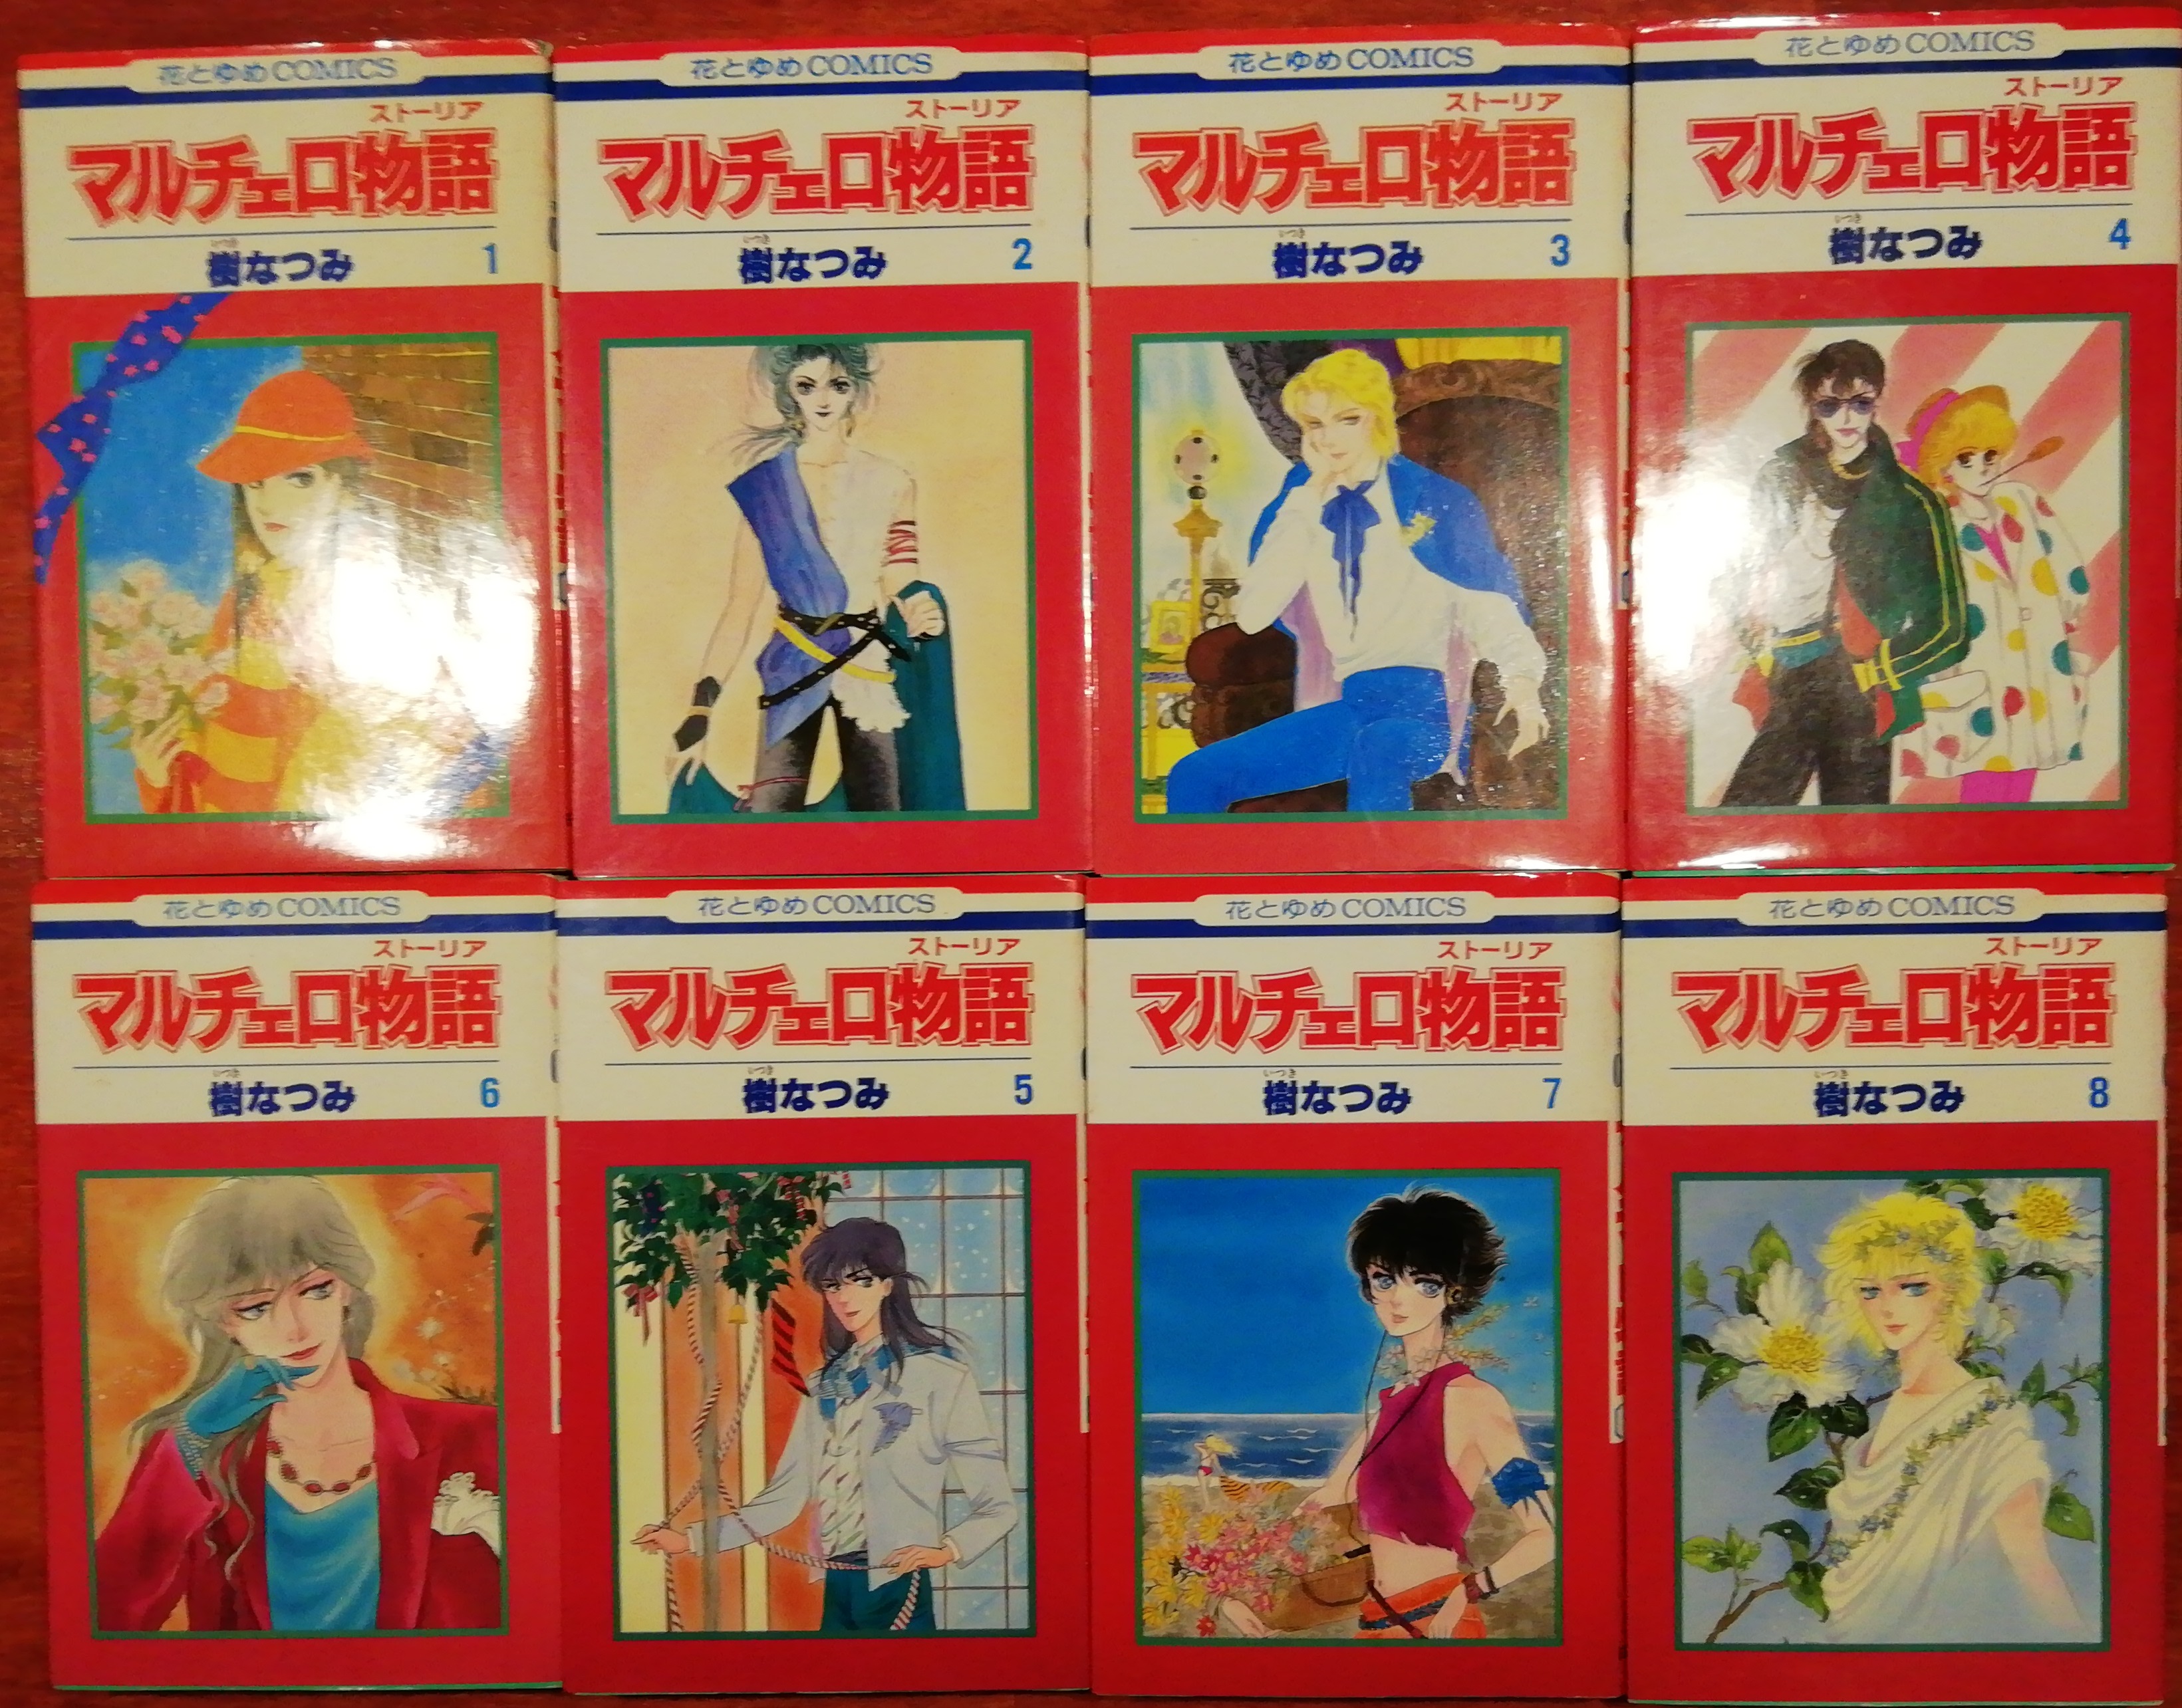 花とゆめCOMICS
ストーリア
マルチェロ物語
いつき
樹なつみ 1
花とゆめCOMICS
ストーリア
マルチェロ物語
いつき
樹なつみ 2
花とゆめCOMICS
ストーリア
マルチェロ物語
いつき
樹なつみ 3
花とゆめCOMICS
ストーリア
マルチェロ物語
いつき
樹なつみ 4
花とゆめCOMICS
ストーリア
マルチェロ物語
いつき
樹なつみ 6
花とゆめCOMICS
ストーリア
マルチェロ物語
いつき
樹なつみ 5
花とゆめCOMICS
ストーリア
マルチェロ物語
いつき
樹なつみ 7
花とゆめCOMICS
ストーリア
マルチェロ物語
いつき
樹なつみ 8